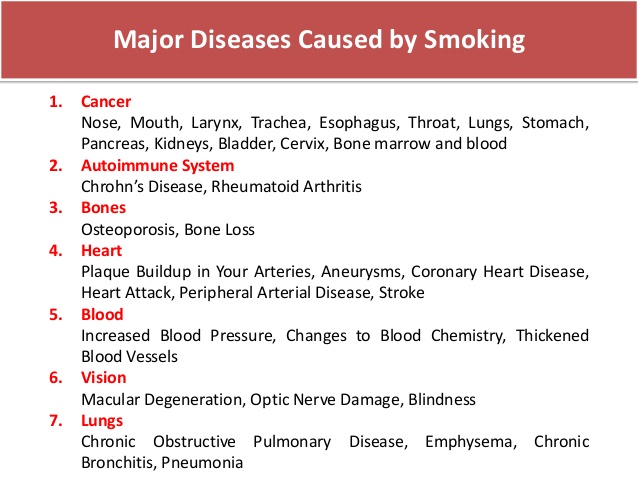 Major Diseases Caused by Smoking
1. Cancer
Nose, Mouth, Larynx, Trachea, Esophagus, Throat, Lungs, Stomach,
Pancreas, Kidneys, Bladder, Cervix, Bone marrow and blood
2. Autoimmune System
Chrohn’s Disease, Rheumatoid Arthritis
3. Bones
Osteoporosis, Bone Loss
4. Heart
Plaque Buildup in Your Arteries, Aneurysms, Coronary Heart Disease,
Heart Attack, Peripheral Arterial Disease, Stroke
5. Blood
Increased Blood Pressure, Changes to Blood Chemistry, Thickened
Blood Vessels
6. Vision
Macular Degeneration, Optic Nerve Damage, Blindness
7. Lungs
Chronic Obstructive Pulmonary Disease, Emphysema, Chronic
Bronchitis, Pneumonia